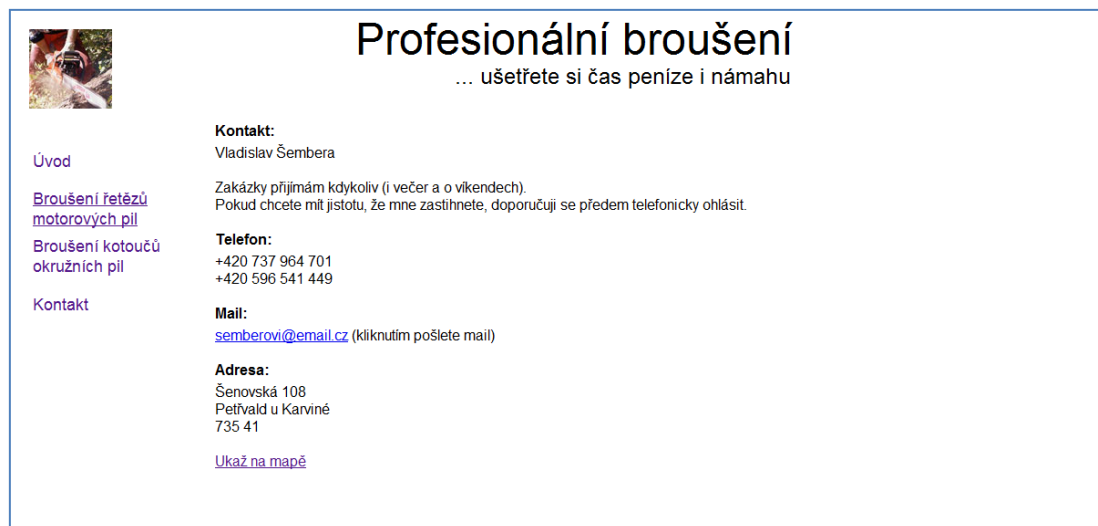 Profesionální broušení
... ušetřete si čas peníze i námahu
Úvod
Broušení řetězů
motorových pil
Broušení kotoučů
okružních pil
Kontakt
Kontakt:
Vladislav Šembera
Zakázky přijímám kdykoliv (i večer a o víkendech).
Pokud chcete mít jistotu, že mne zastihnete, doporučuji se předem telefonicky ohlásit.
Telefon:
+420 737 964 701
+420 596 541 449
Mail:
semberovi@email.cz (kliknutím pošlete mail)
Adresa:
Šenovská 108
Petřvald u Karviné
735 41
Ukaž na mapě